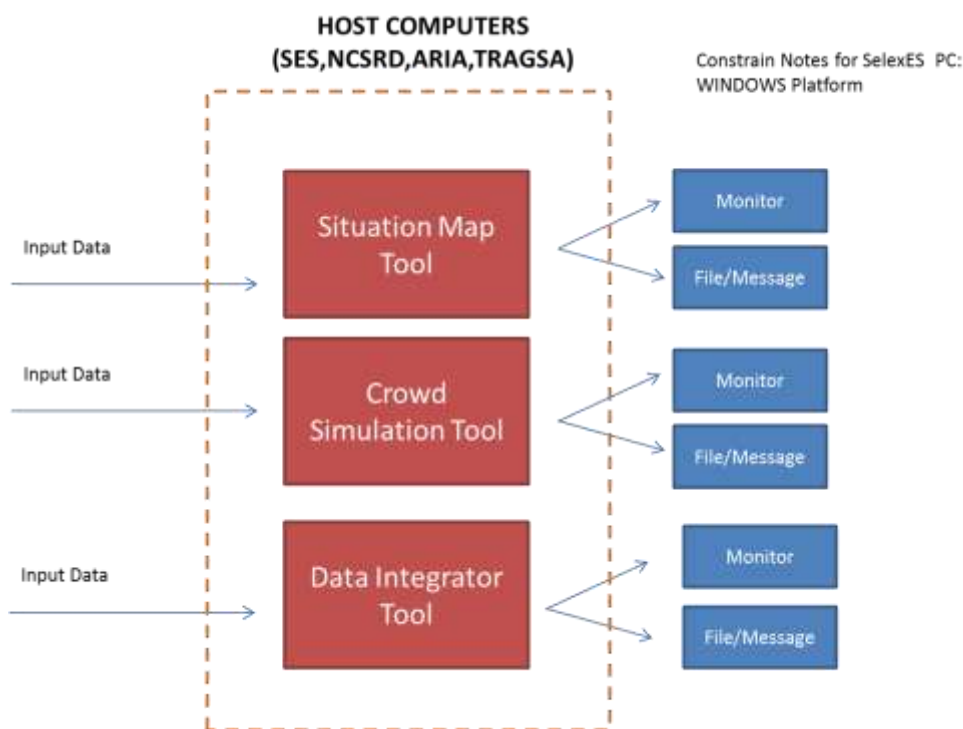 HOST COMPUTERS
(SES,NCSRD,ARIA,TRAGSA)
Constrain Notes for SelexES PC:
WINDOWS Platform
Input Data
Situation Map
Tool
Monitor
File/Message
Input Data
Crowd
Simulation Tool
Monitor
File/Message
Input Data
Data Integrator
Tool
Monitor
File/Message